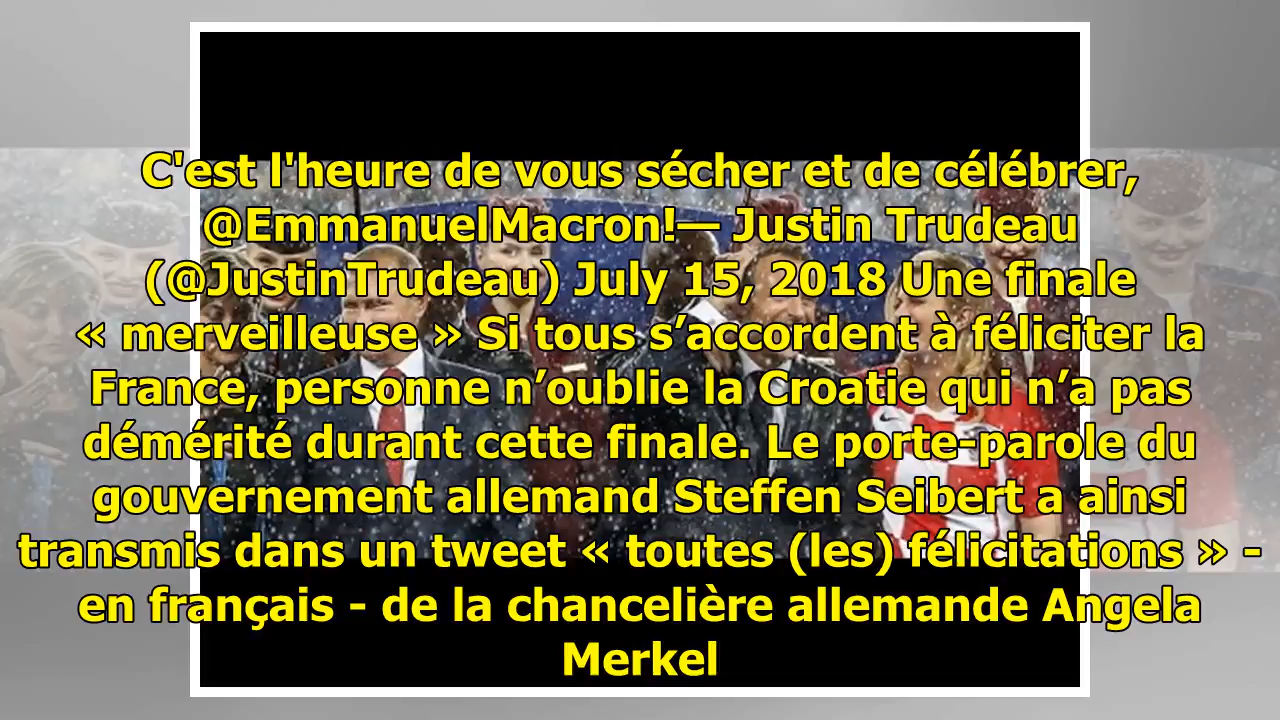 C'est l'heure de vous sécher et de célébrer,
@EmmanuelMacron!— Justin Trudeau
(@JustinTrudeau) July 15, 2018 Une finale
« merveilleuse » Si tous s’accordent à féliciter la
France, personne n’oublie la Croatie qui n’a pas
démérité durant cette finale. Le porte-parole du
gouvernement allemand Steffen Seibert a ainsi
transmis dans un tweet « toutes (les) félicitations » -
en français - de la chancelière allemande Angela
Merkel